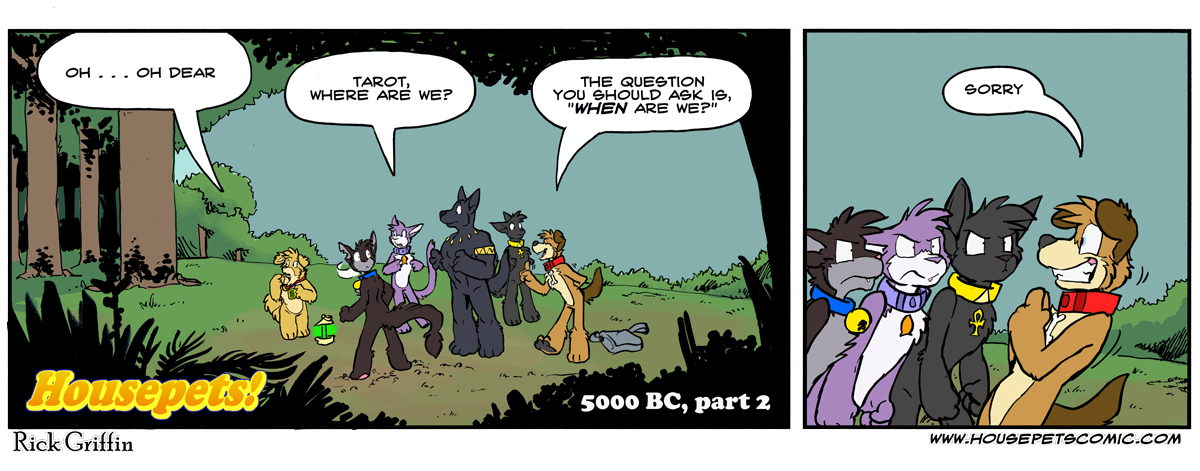 OH . . . OH DEAR
TAROT,
WHERE ARE WE?
THE QUESTION
YOU SHOULD ASK IS,
"WHEN ARE WE?"
Housepets!
5000 BC, part 2
SORRY
Rick Griffin
WWW.HOUSEPETSCOMIC.COM